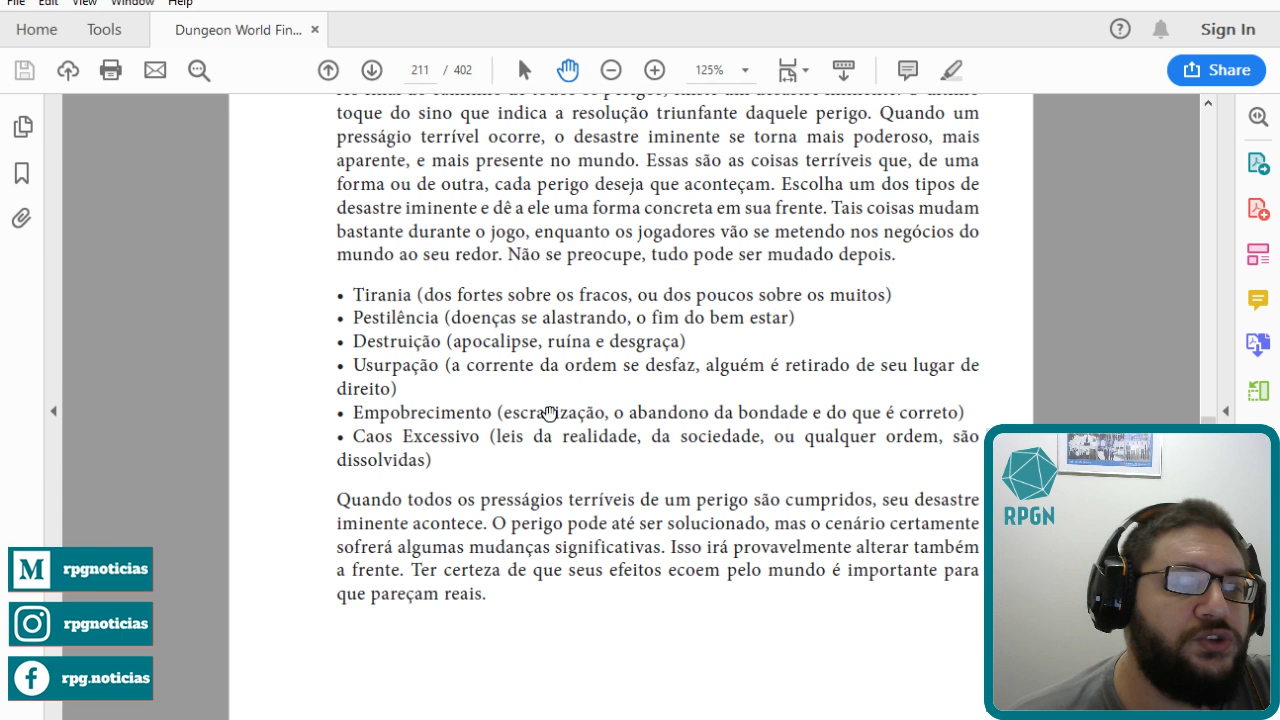 File Edit View Window Help
Home Tools Dungeon World Fin... × Sign In
211 / 402 125% Share
toque do sino que indica a resolução triunfante daquele perigo. Quando um
presságio terrível ocorre, o desastre iminente se torna mais poderoso, mais
aparente, e mais presente no mundo. Essas são as coisas terríveis que, de uma
forma ou de outra, cada perigo deseja que aconteçam. Escolha um dos tipos de
desastre iminente e dê a ele uma forma concreta em sua frente. Tais coisas mudam
bastante durante o jogo, enquanto os jogadores vão se metendo nos negócios do
mundo ao seu redor. Não se preocupe, tudo pode ser mudado depois.
• Tirania (dos fortes sobre os fracos, ou dos poucos sobre os muitos)
• Pestilência (doenças se alastrando, o fim do bem estar)
• Destruição (apocalipse, ruína e desgraça)
• Usurpação (a corrente da ordem se desfaz, alguém é retirado de seu lugar de
direito)
• Empobrecimento (escravização, o abandono da bondade e do que é correto)
• Caos Excessivo (leis da realidade, da sociedade, ou qualquer ordem, são
dissolvidas)
Quando todos os presságios terríveis de um perigo são cumpridos, seu desastre
iminente acontece. O perigo pode até ser solucionado, mas o cenário certamente
sofrerá algumas mudanças significativas. Isso irá provavelmente alterar também
a frente. Ter certeza de que seus efeitos ecoem pelo mundo é importante para
que pareçam reais.
M rpgnoticias
rpgnoticias
rpg.noticias
RPGN